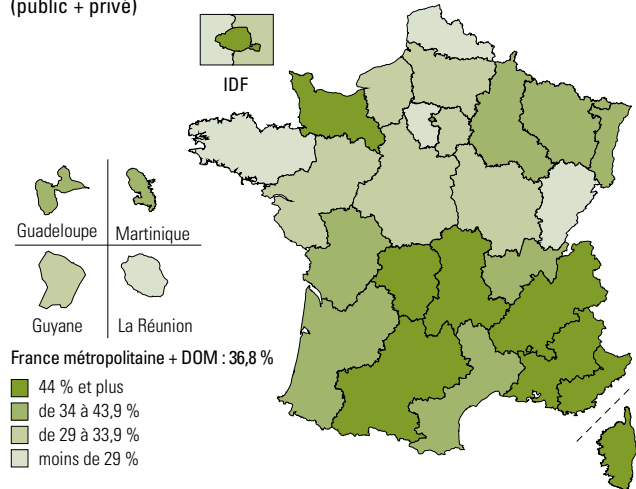 (public + privé)
IDF
Guadeloupe
Martinique
Guyane
La Réunion
France métropolitaine + DOM : 36,8 %
44 % et plus
de 34 à 43,9 %
de 29 à 33,9 %
moins de 29 %